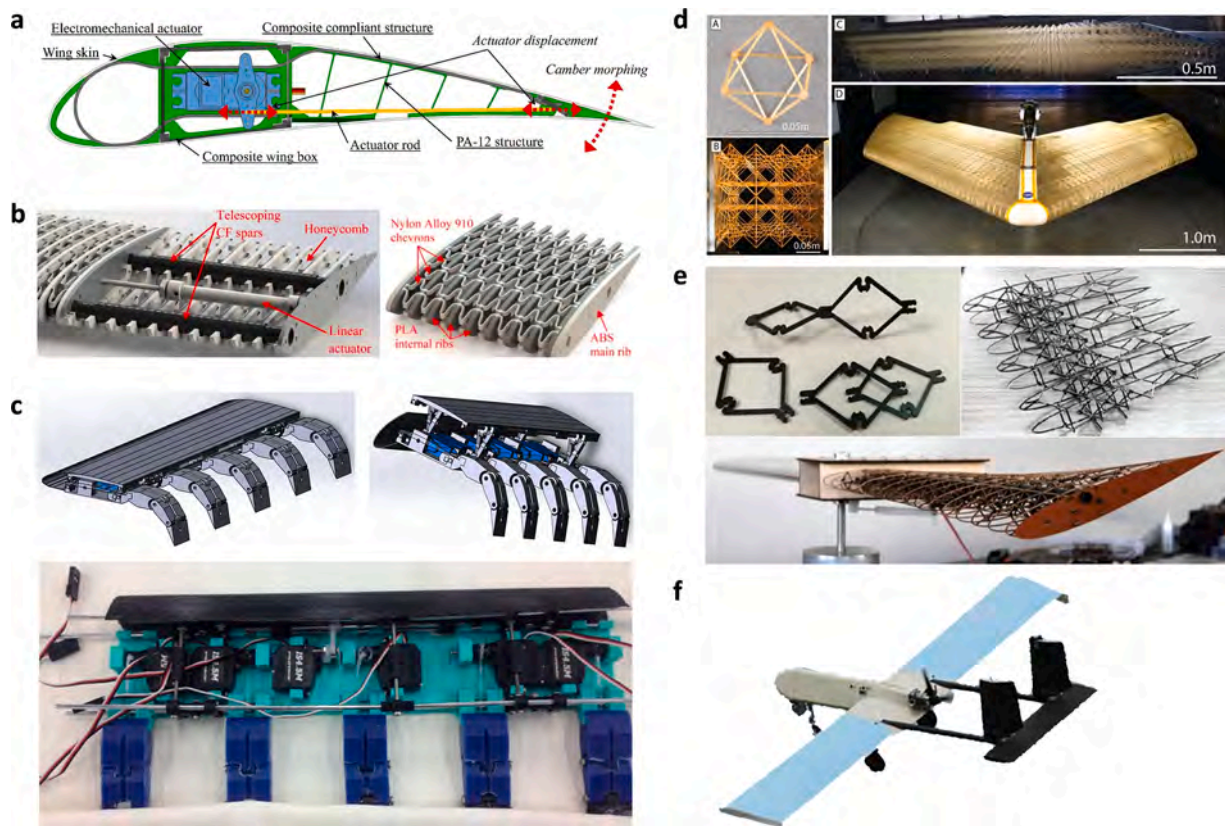 a
Electromechanical actuator
Composite compliant structure
Wing skin
Actuator displacement
Camber morphing
Composite wing box
Actuator rod
PA-12 structure
b
Telescoping
CF spars
Honeycomb
Linear
actuator
Nylon Alloy 910
chevrons
PLA
internal ribs
ABS
main rib
c
d
A
0.05m
B
0.05m
C
0.5m
D
1.0m
e
f